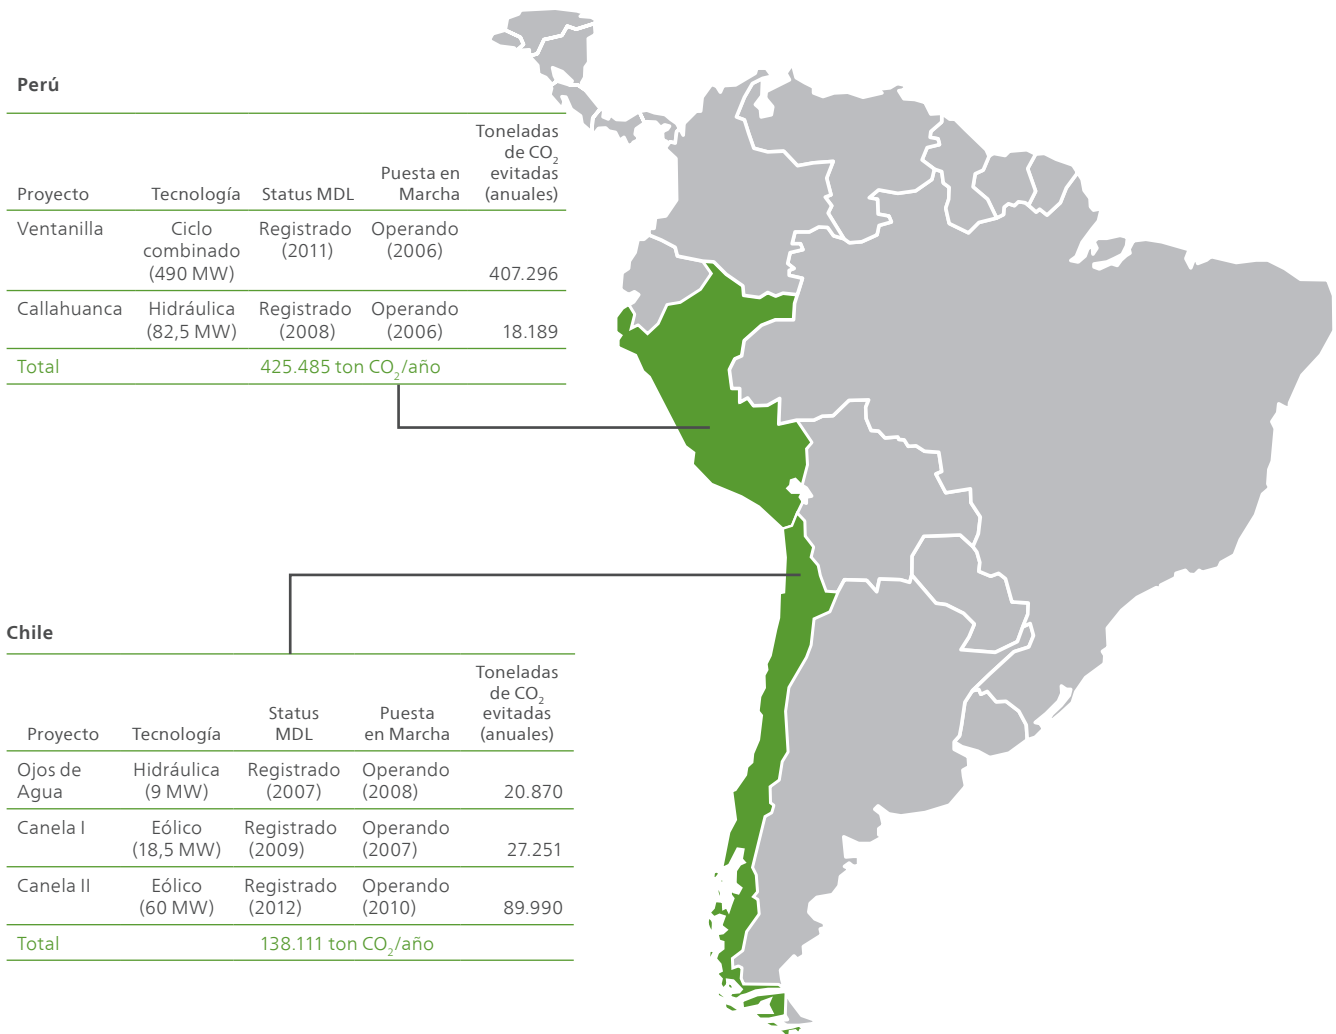 Perú
Toneladas
de CO₂
evitadas
(anuales)
Puesta en
Marcha
Proyecto Tecnología Status MDL
Ventanilla Ciclo combinado (490 MW) Registrado (2011) Operando (2006) 407.296
Callahuanca Hidráulica (82,5 MW) Registrado (2008) Operando (2006) 18.189
Total 425.485 ton CO₂/año
Chile
Toneladas
de CO₂
evitadas
(anuales)
Status
MDL
Puesta
en Marcha
Proyecto Tecnología
Ojos de Agua Hidráulica (9 MW) Registrado (2007) Operando (2008) 20.870
Canela I Eólico (18,5 MW) Registrado (2009) Operando (2007) 27.251
Canela II Eólico (60 MW) Registrado (2012) Operando (2010) 89.990
Total 138.111 ton CO₂/año